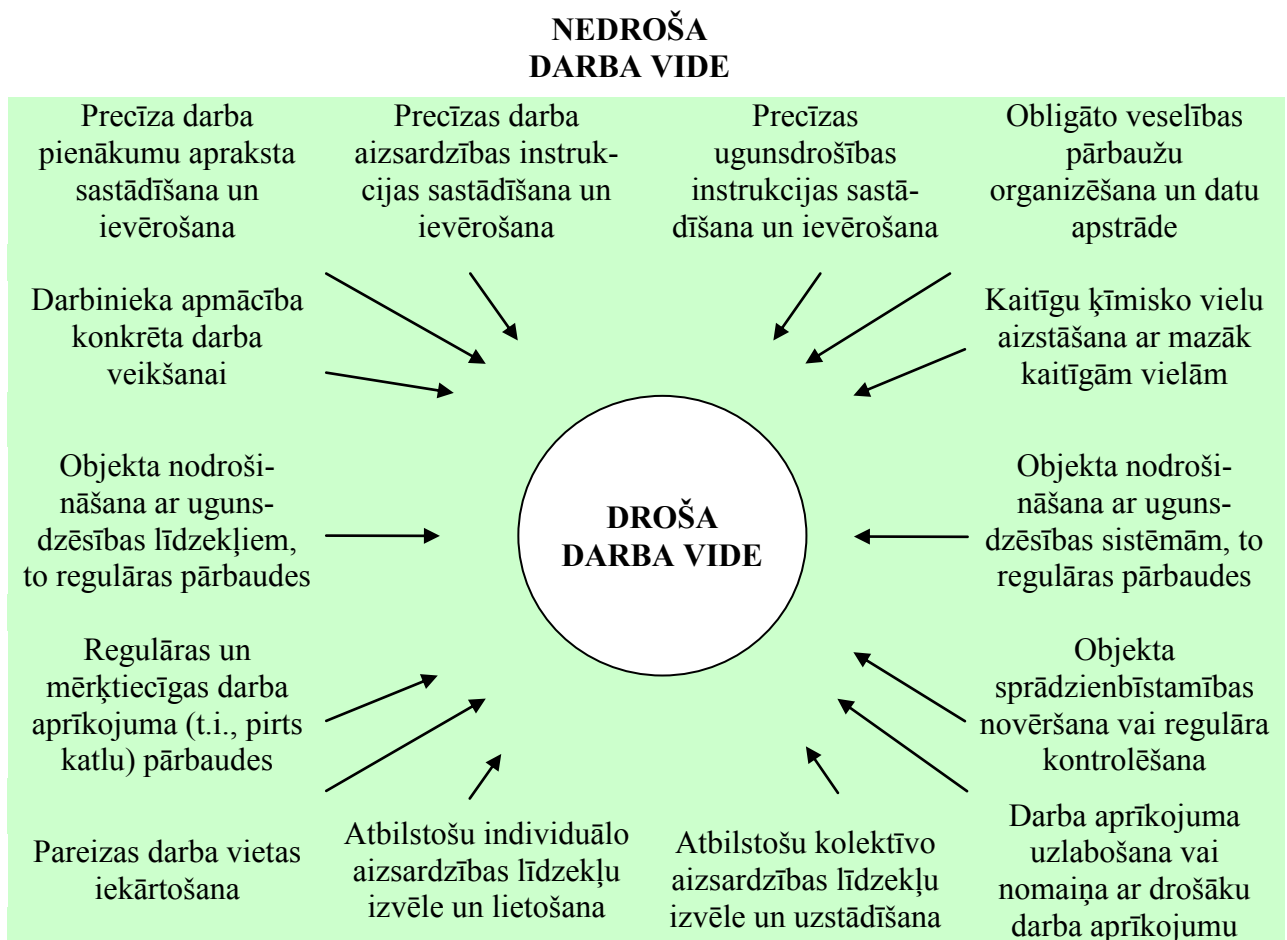 NEDROŠA
DARBA VIDE
Precīza darba
pienākumu apraksta
sastādīšana un
ievērošana
Precīzas darba
aizsardzības instruk-
cijas sastādīšana un
ievērošana
Precīzas
ugunsdrošības
instrukcijas sastā-
dīšana un ievērošana
Obligāto veselības
pārbaužu
organizēšana un datu
apstrāde
Darbinieka apmācība
konkrēta darba
veikšanai
Kaitīgu ķīmisko vielu
aizstāšana ar mazāk
kaitīgām vielām
Objekta nodroši-
nāšana ar uguns-
dzēsības līdzekļiem,
to regulāras pārbaudes
DROŠA
DARBA VIDE
Objekta nodroši-
nāšana ar uguns-
dzēsības sistēmām, to
regulāras pārbaudes
Regulāras un
mērķtiecīgas darba
aprīkojuma (t.i., pirts
katlu) pārbaudes
Objekta
sprādzienbīstamības
novēršana vai regulāra
kontrolēšana
Pareizas darba vietas
iekārtošana
Atbilstošu individuālo
aizsardzības līdzekļu
izvēle un lietošana
Atbilstošu kolektīvo
aizsardzības līdzekļu
izvēle un uzstādīšana
Darba aprīkojuma
uzlabošana vai
nomaiņa ar drošāku
darba aprīkojumu